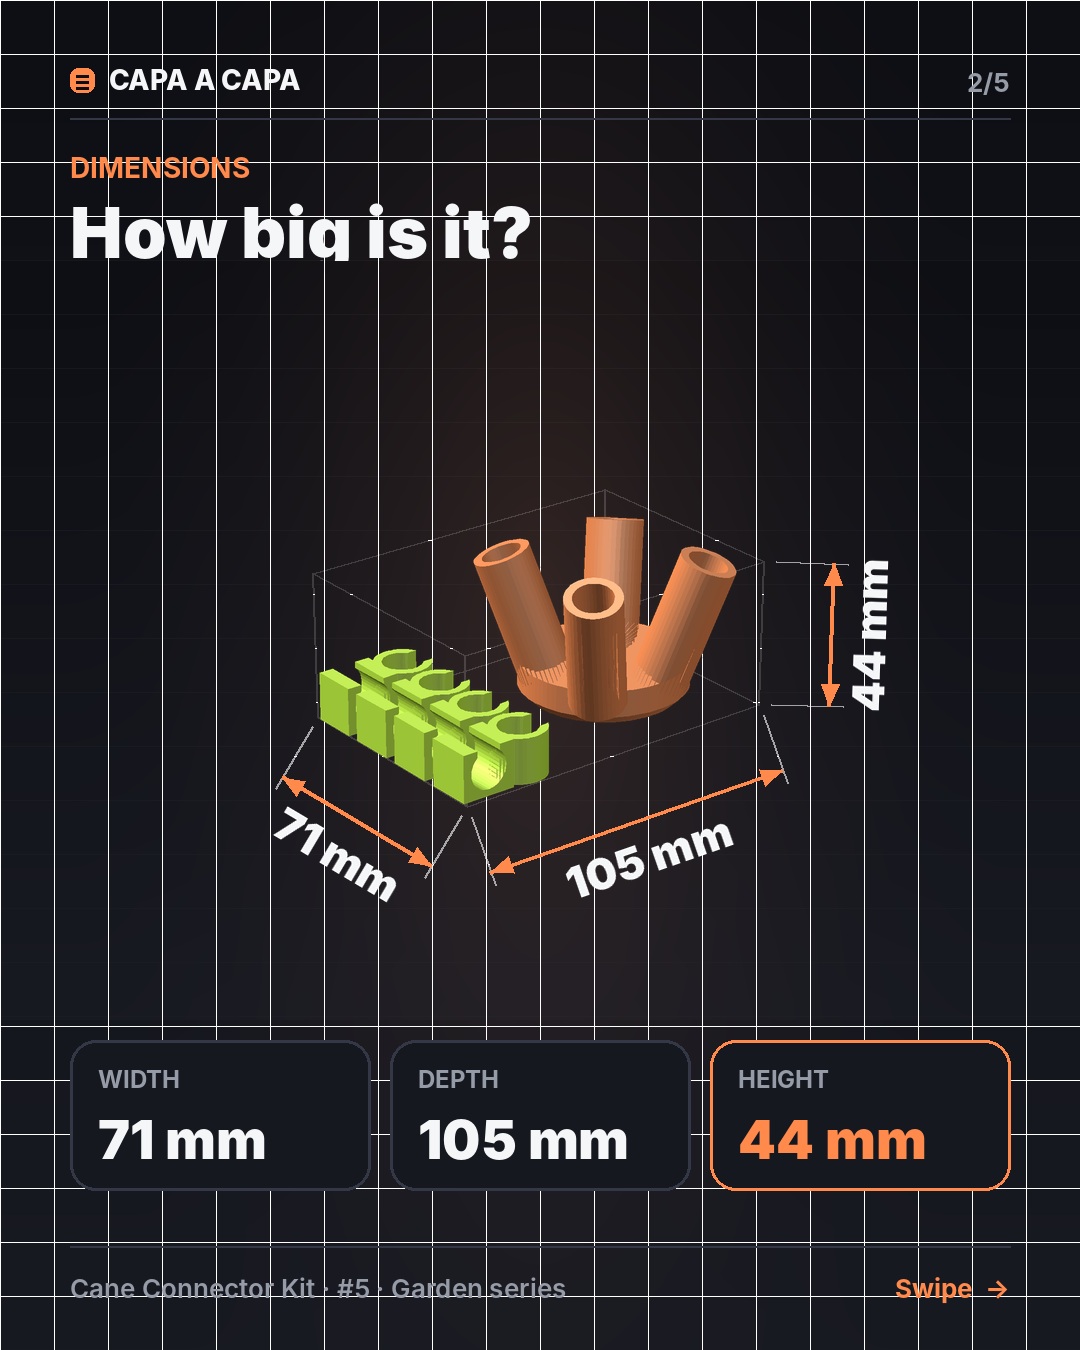 CAPA A CAPA
2/5
DIMENSIONS
How big is it?
44 mm
71 mm
105 mm
WIDTH
71 mm
DEPTH
105 mm
HEIGHT
44 mm
Cane Connector Kit · #5 · Garden series
Swipe →